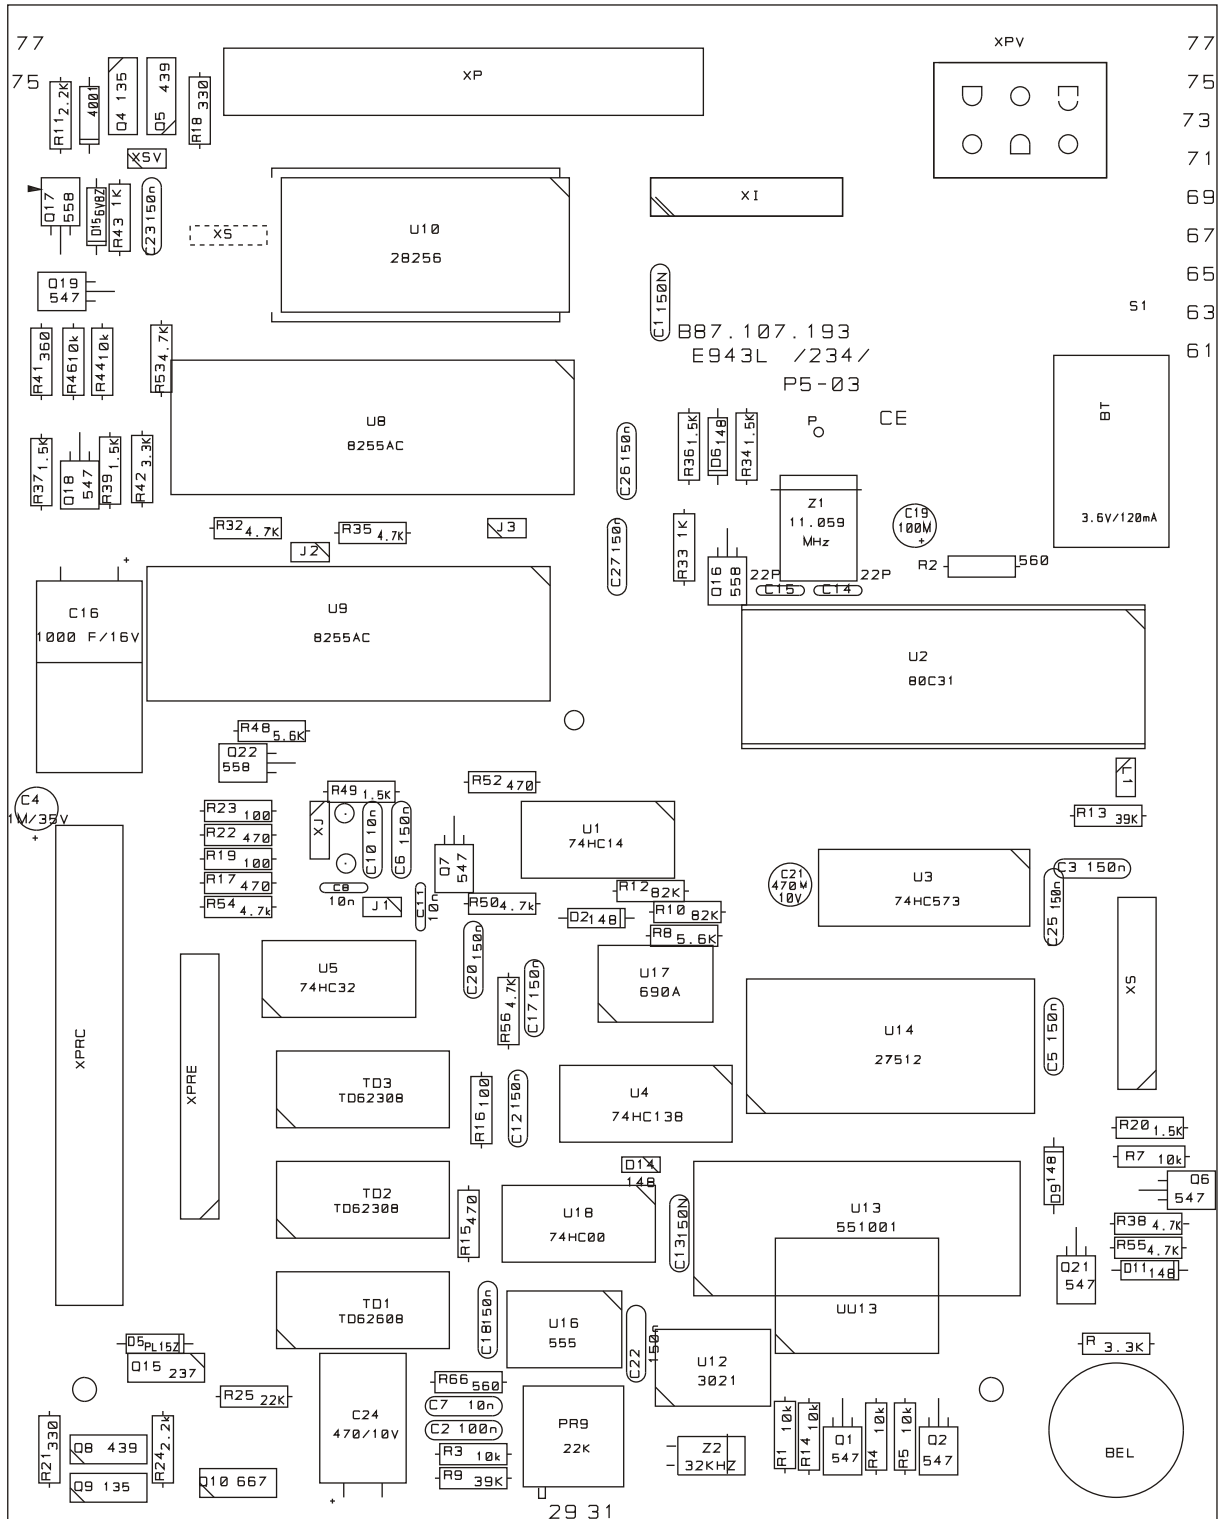 77
XPV
77
75
R11 2.2K
4001
Q4 135
Q5 439
R18 330
XP
75
73
X5V
71
Q17 558
D15 6V8Z
R43 1K
C23 150n
XS
U10
28256
XI
69
67
Q19
547
C1 150N
65
S1
63
B87.107.193
E943L /234/
P5-03
61
R41 360
R46 10k
R44 10k
R53 4.7K
U8
8255AC
P
CE
BT
3.6V/120mA
R37 1.5K
Q18 547
R39 1.5K
R42 3.3K
C26 150n
R36 1.5K
D6 148
R34 1.5K
Z1
11.059
MHz
C19
100M
+
R32 4.7K
R35 4.7K
J3
J2
C27 150n
R33 1K
Q16 558
22P
C15
22P
C14
R2 560
+
C16
1000 F/16V
U9
8255AC
U2
80C31
R48 5.6K
Q22
558
L1
C4
1M/35V
+
R49 1.5K
R52 470
R13 39K
R23 100
R22 470
R19 100
R17 470
R54 4.7k
XJ
C10 10n
C6 150n
Q7 547
U1
74HC14
C8
10n
J1
C11 10n
R50 4.7k
R12 82K
R10 82K
D2 148
R8 5.6K
C21
470M
10V
U3
74HC573
C3 150n
C25 150n
U5
74HC32
C20 150n
R56 4.7K
C17 150n
U17
690A
U14
27512
C5 150n
XS
XPRC
XPRE
TD3
TD62308
R16 100
C12 150n
U4
74HC138
R20 1.5K
R7 10k
D14
148
D9 148
Q6
547
TD2
TD62308
R15 470
U18
74HC00
C13 150N
U13
551001
R38 4.7K
R55 4.7K
D11 148
Q21
547
TD1
TD62608
C18 150n
U16
555
C22 150n
UU13
D5 PL15Z
Q15 237
U12
3021
R 3.3K
R25 22K
R66 560
C7 10n
C2 100n
R3 10k
R9 39K
C24
470/10V
+
PR9
22K
R21 330
Q8 439
Q9 135
R24 2.2k
Q10 667
Z2
32KHZ
R1 10k
R14 10k
Q1
547
R4 10k
R5 10k
Q2
547
BEL
29 31